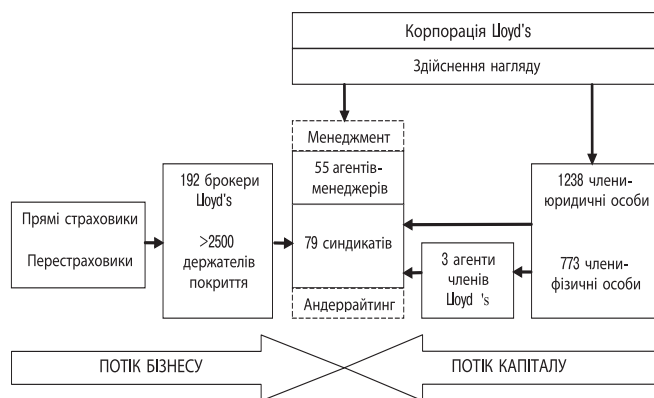 Корпорація Lloyd's
Здійснення нагляду
Менеджмент
55 агентів-
менеджерів
79 синдикатів
Андеррайтинг
Прямі страховики
Перестраховики
192 брокери
Lloyd's
>2500
держателів
покриття
3 агенти
членів
Lloyd 's
1238 члени-
юридичні особи
773 члени-
фізичні особи
ПОТІК БІЗНЕСУ
ПОТІК КАПІТАЛУ